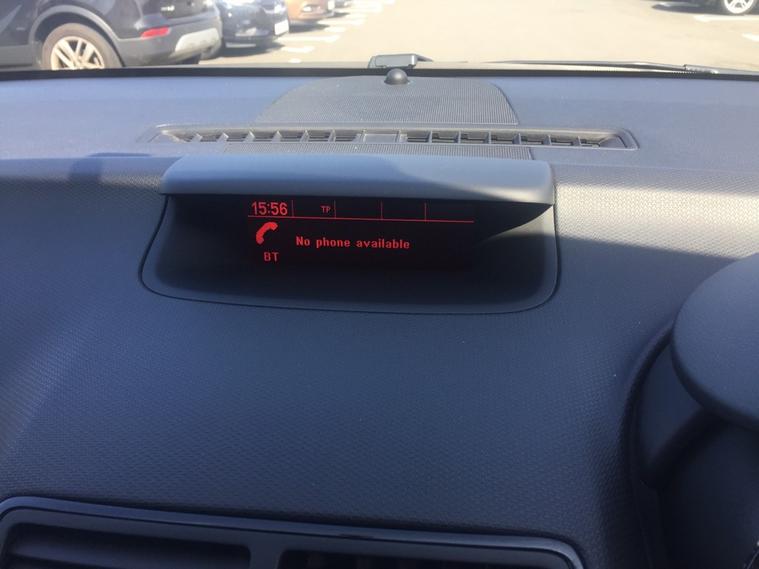 15:56 TP
No phone available
BT